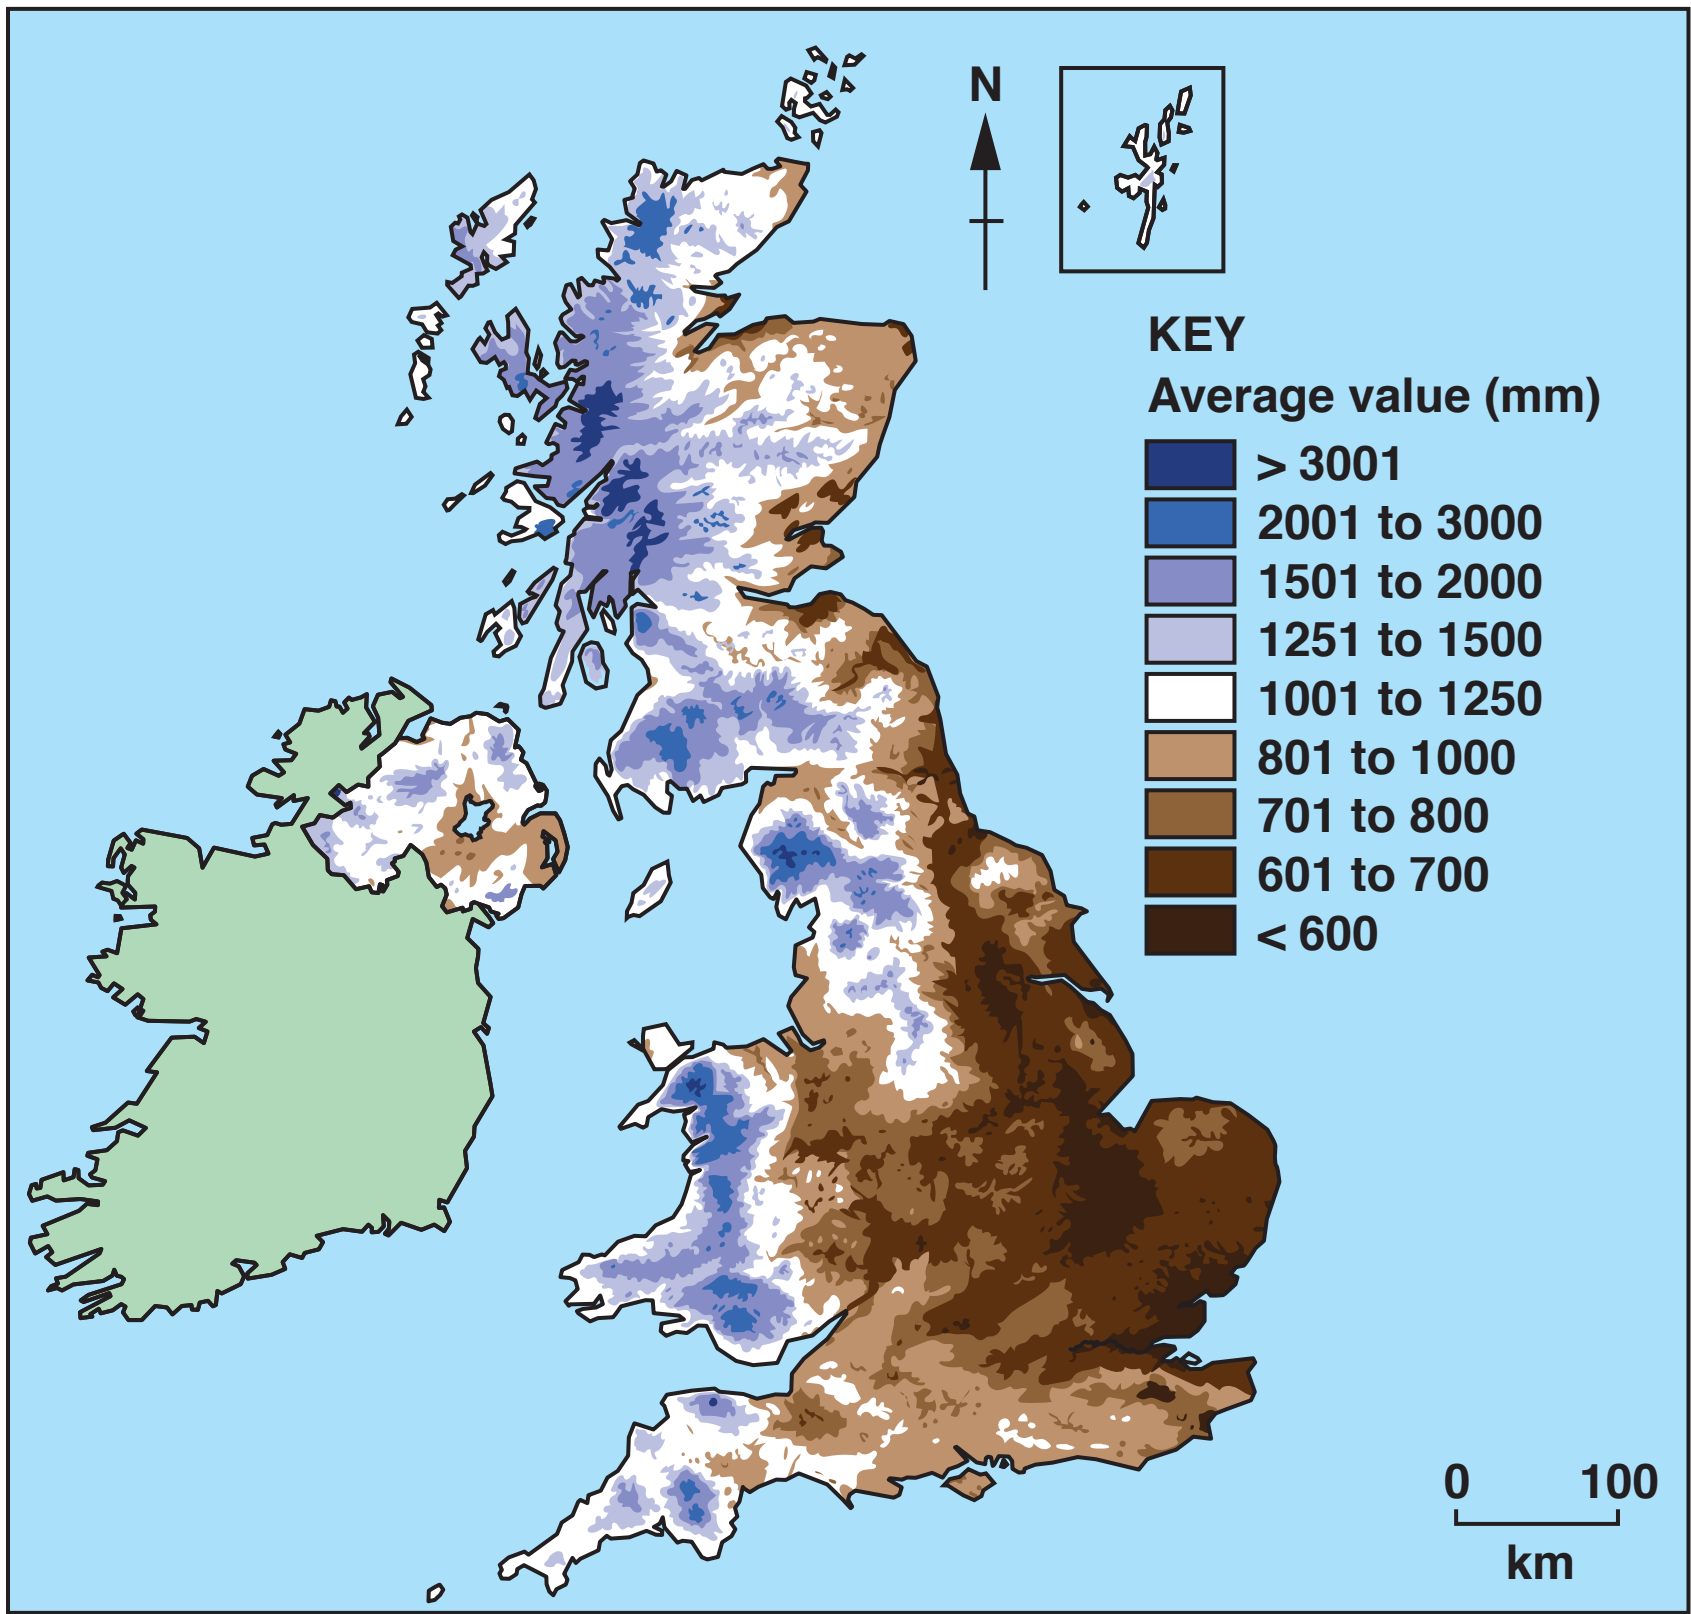 N
KEY
Average value (mm)
> 3001
2001 to 3000
1501 to 2000
1251 to 1500
1001 to 1250
801 to 1000
701 to 800
601 to 700
< 600
0 100
km